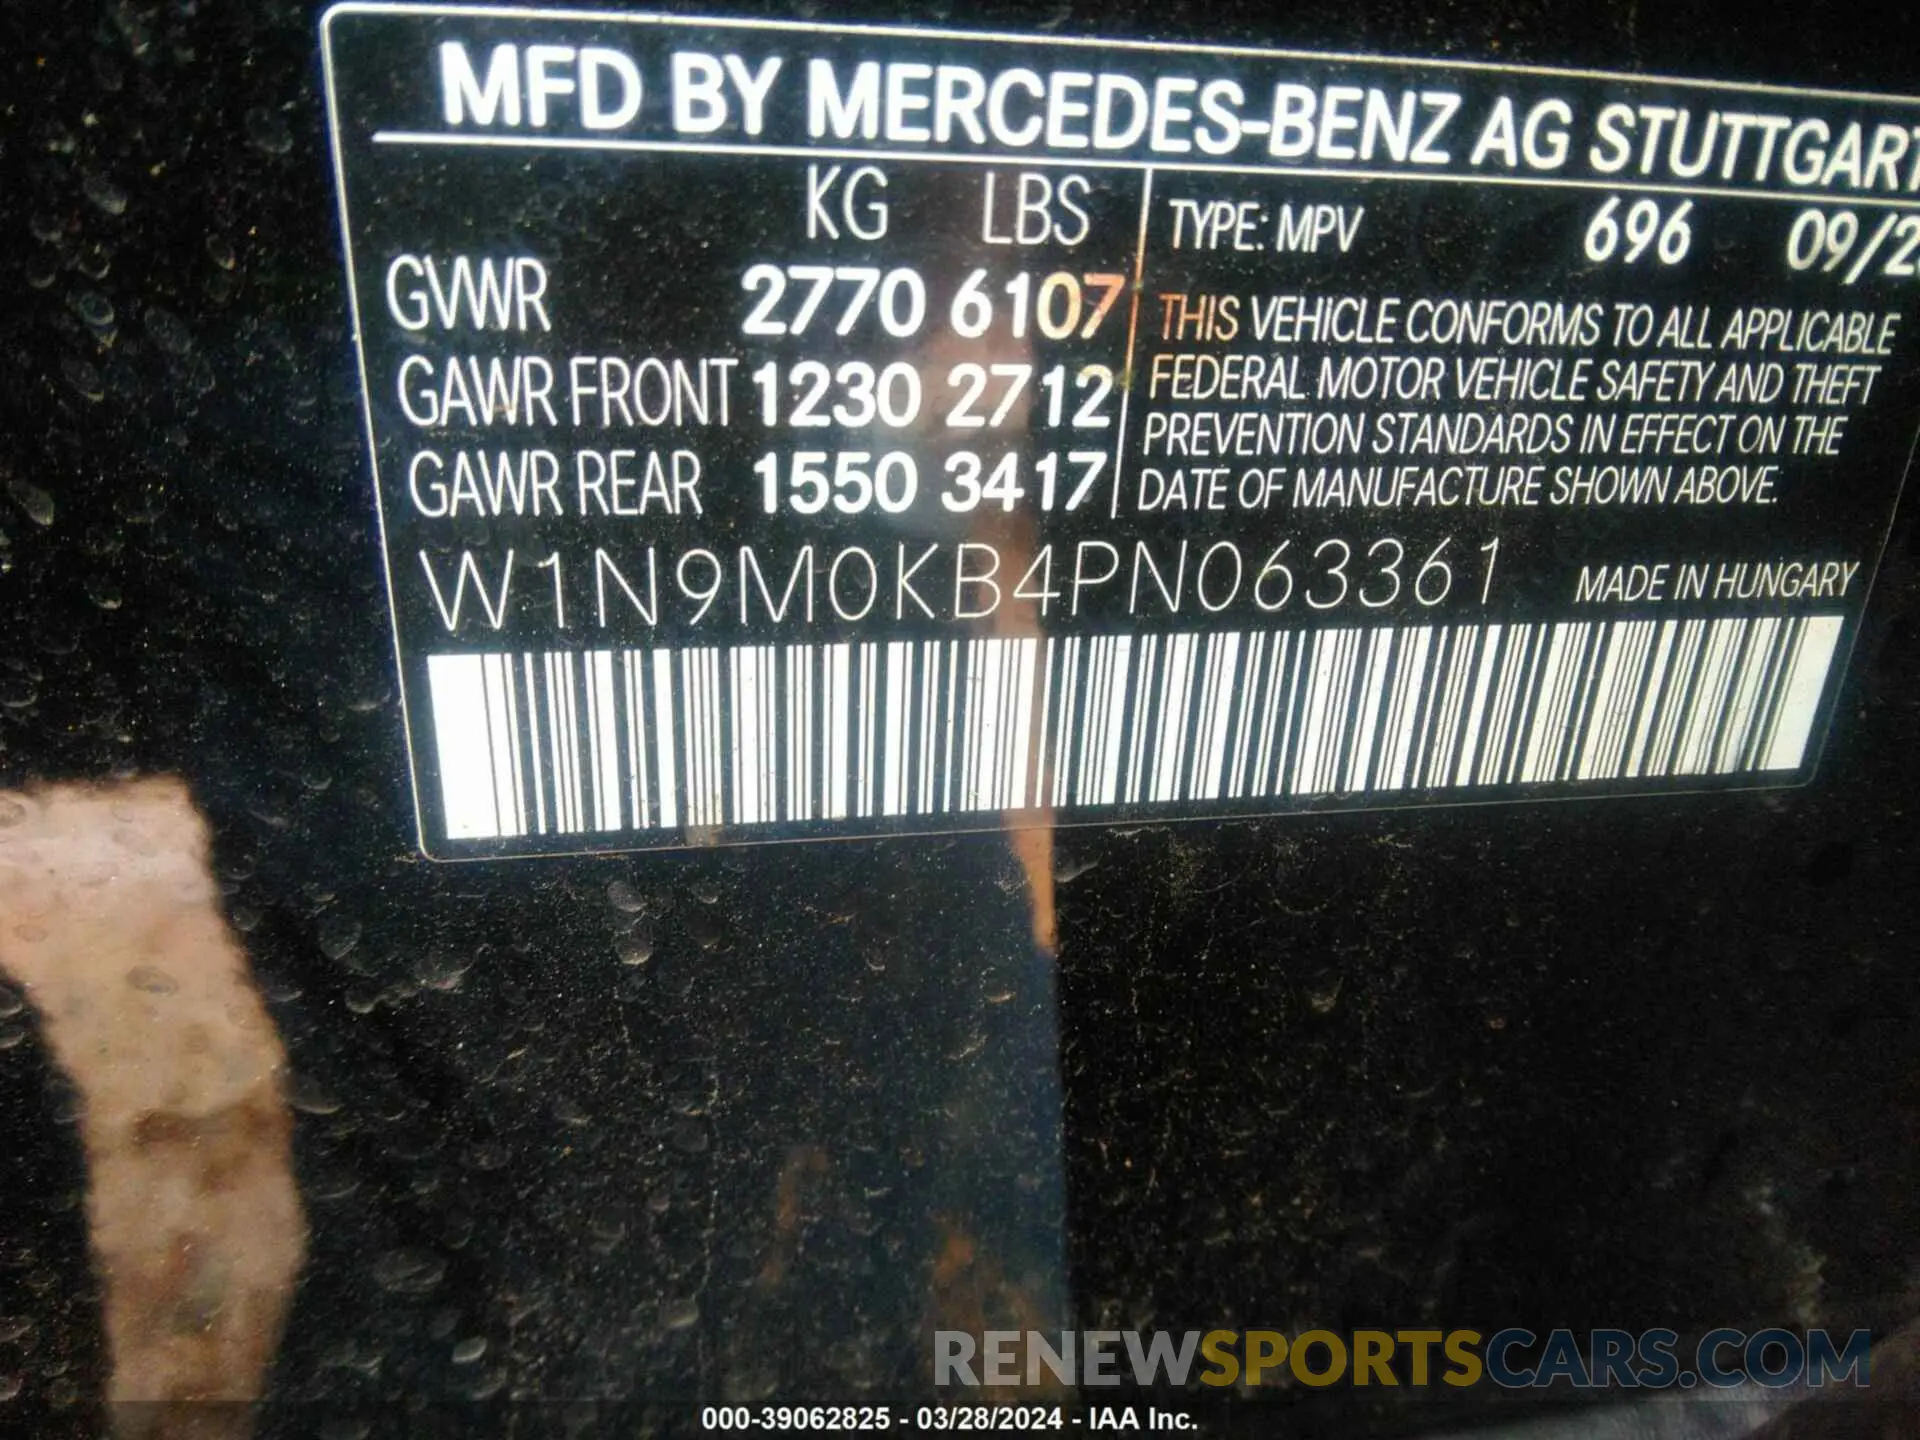 MFD BY MERCEDES-BENZ AG STUTTGART
KG LBS
GVWR 2770 6107
GAWR FRONT 1230 2712
GAWR REAR 1550 3417
TYPE: MPV 696 09/2
THIS VEHICLE CONFORMS TO ALL APPLICABLE
FEDERAL MOTOR VEHICLE SAFETY AND THEFT
PREVENTION STANDARDS IN EFFECT ON THE
DATE OF MANUFACTURE SHOWN ABOVE.
W1N9M0KB4PN063361 MADE IN HUNGARY
RENEWSPORTSCARS.COM
000-39062825 - 03/28/2024 - IAA Inc.